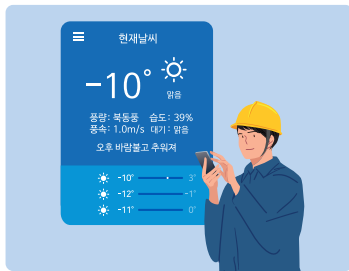 현재날씨
-10°
맑음
풍량: 북동풍 습도: 39%
풍속: 1.0m/s 대기: 맑음
오후 바람불고 추워져
-10° 3°
-12° -1°
-11° 0°